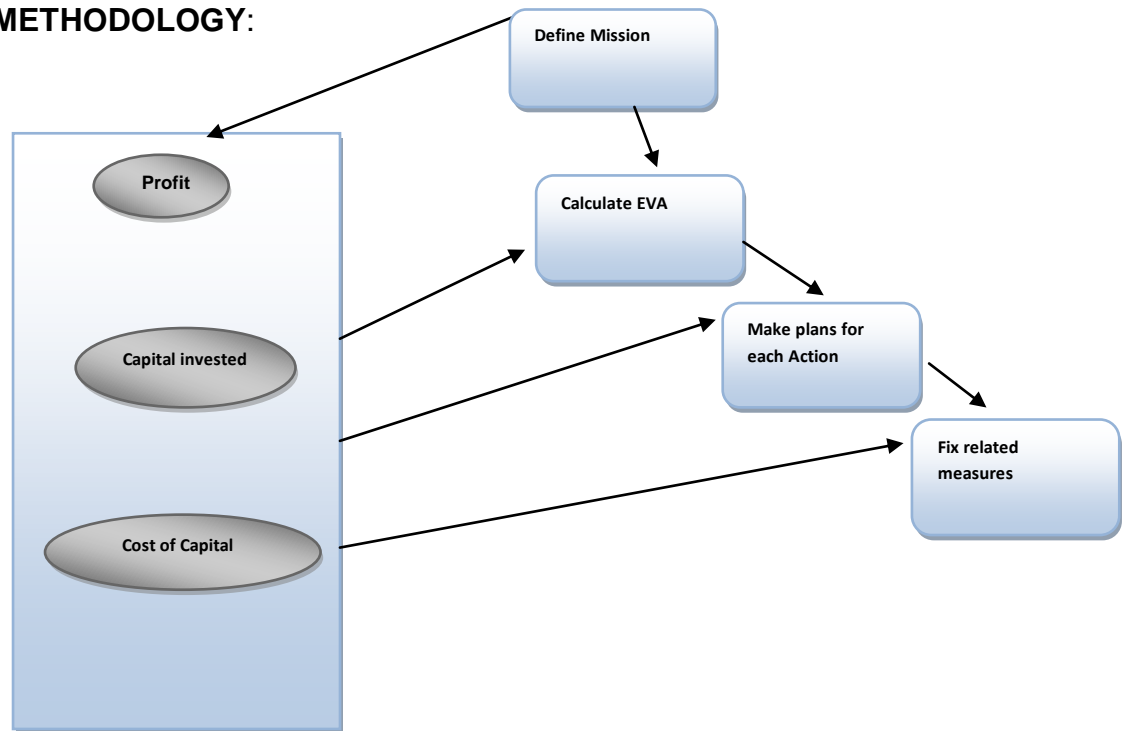 METHODOLOGY:
Define Mission
Profit
Calculate EVA
Capital invested
Make plans for
each Action
Fix related
measures
Cost of Capital